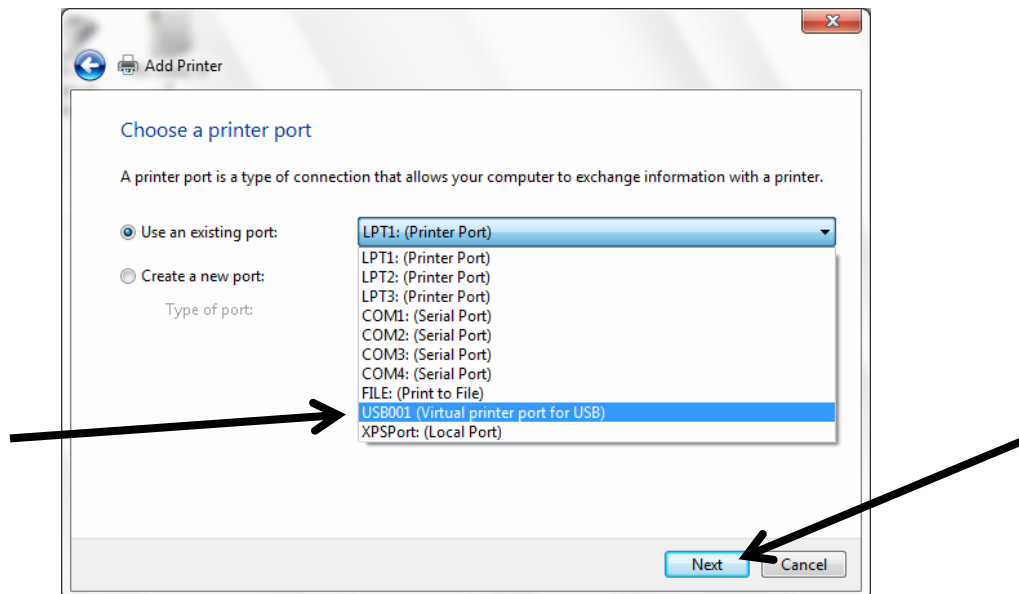 Add Printer
Choose a printer port
A printer port is a type of connection that allows your computer to exchange information with a printer.
Use an existing port: LPT1: (Printer Port)
LPT1: (Printer Port)
Create a new port: LPT2: (Printer Port)
LPT3: (Printer Port)
Type of port: COM1: (Serial Port)
COM2: (Serial Port)
COM3: (Serial Port)
COM4: (Serial Port)
FILE: (Print to File)
USB001 (Virtual printer port for USB)
XPSPort: (Local Port)
Next Cancel